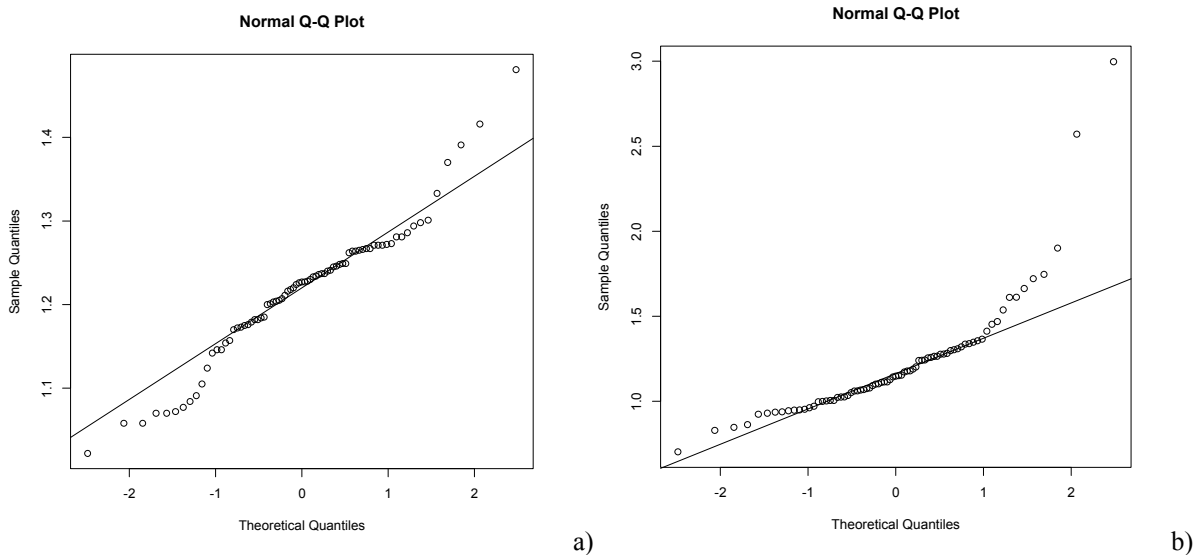 Normal Q-Q Plot
Sample Quantiles
1.4
1.3
1.2
1.1
-2 -1 0 1 2
Theoretical Quantiles
a)
Normal Q-Q Plot
Sample Quantiles
3.0
2.5
2.0
1.5
1.0
-2 -1 0 1 2
Theoretical Quantiles
b)